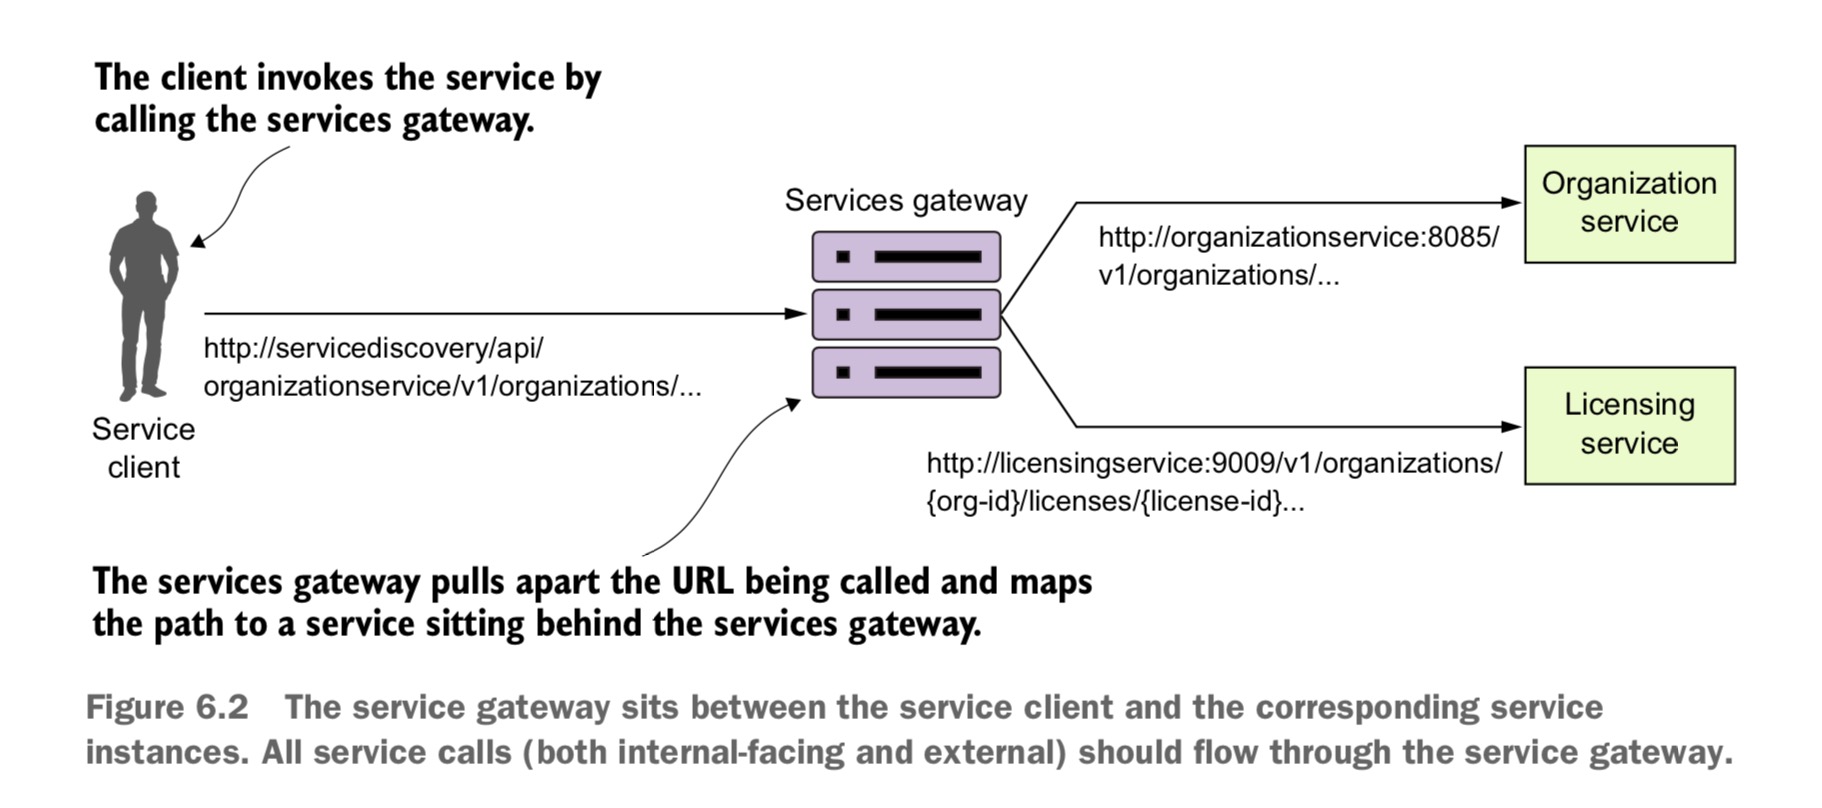 The client invokes the service by
calling the services gateway.
Services gateway
Organization
service
http://organizationservice:8085/
v1/organizations/...
http://servicediscovery/api/
organizationservice/v1/organizations/...
Service
client
Licensing
service
http://licensingservice:9009/v1/organizations/
{org-id}/licenses/{license-id}...
The services gateway pulls apart the URL being called and maps
the path to a service sitting behind the services gateway.
Figure 6.2 The service gateway sits between the service client and the corresponding service
instances. All service calls (both internal-facing and external) should flow through the service gateway.